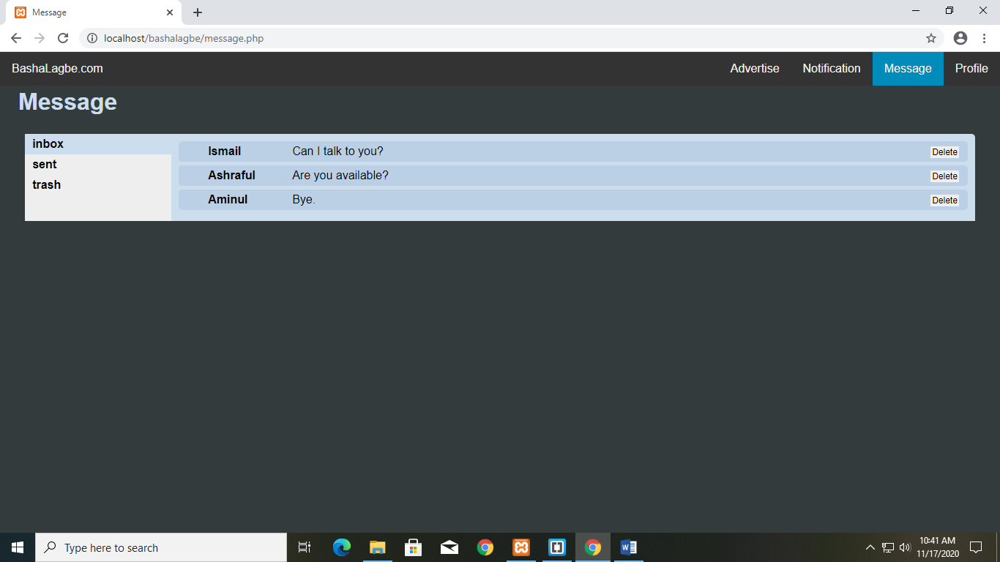 Message
localhost/bashalagbe/message.php
BashaLagbe.com Advertise Notification Message Profile
Message
inbox
sent
trash
Ismail Can I talk to you? Delete
Ashraful Are you available? Delete
Aminul Bye. Delete
Type here to search
10:41 AM
11/17/2020